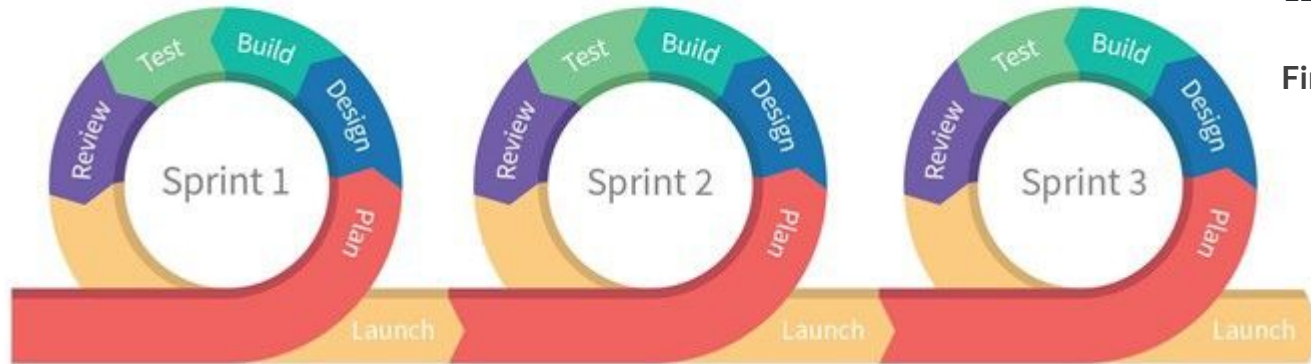 Test
Build
Design
Review
Sprint 1
Plan
Launch
Test
Build
Design
Review
Sprint 2
Plan
Launch
Test
Build
Design
Review
Sprint 3
Plan
Launch